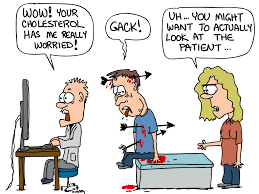 WOW! YOUR
CHOLESTEROL
HAS ME REALLY
WORRIED!
GACK!
UH... YOU MIGHT
WANT TO ACTUALLY
LOOK AT THE
PATIENT...